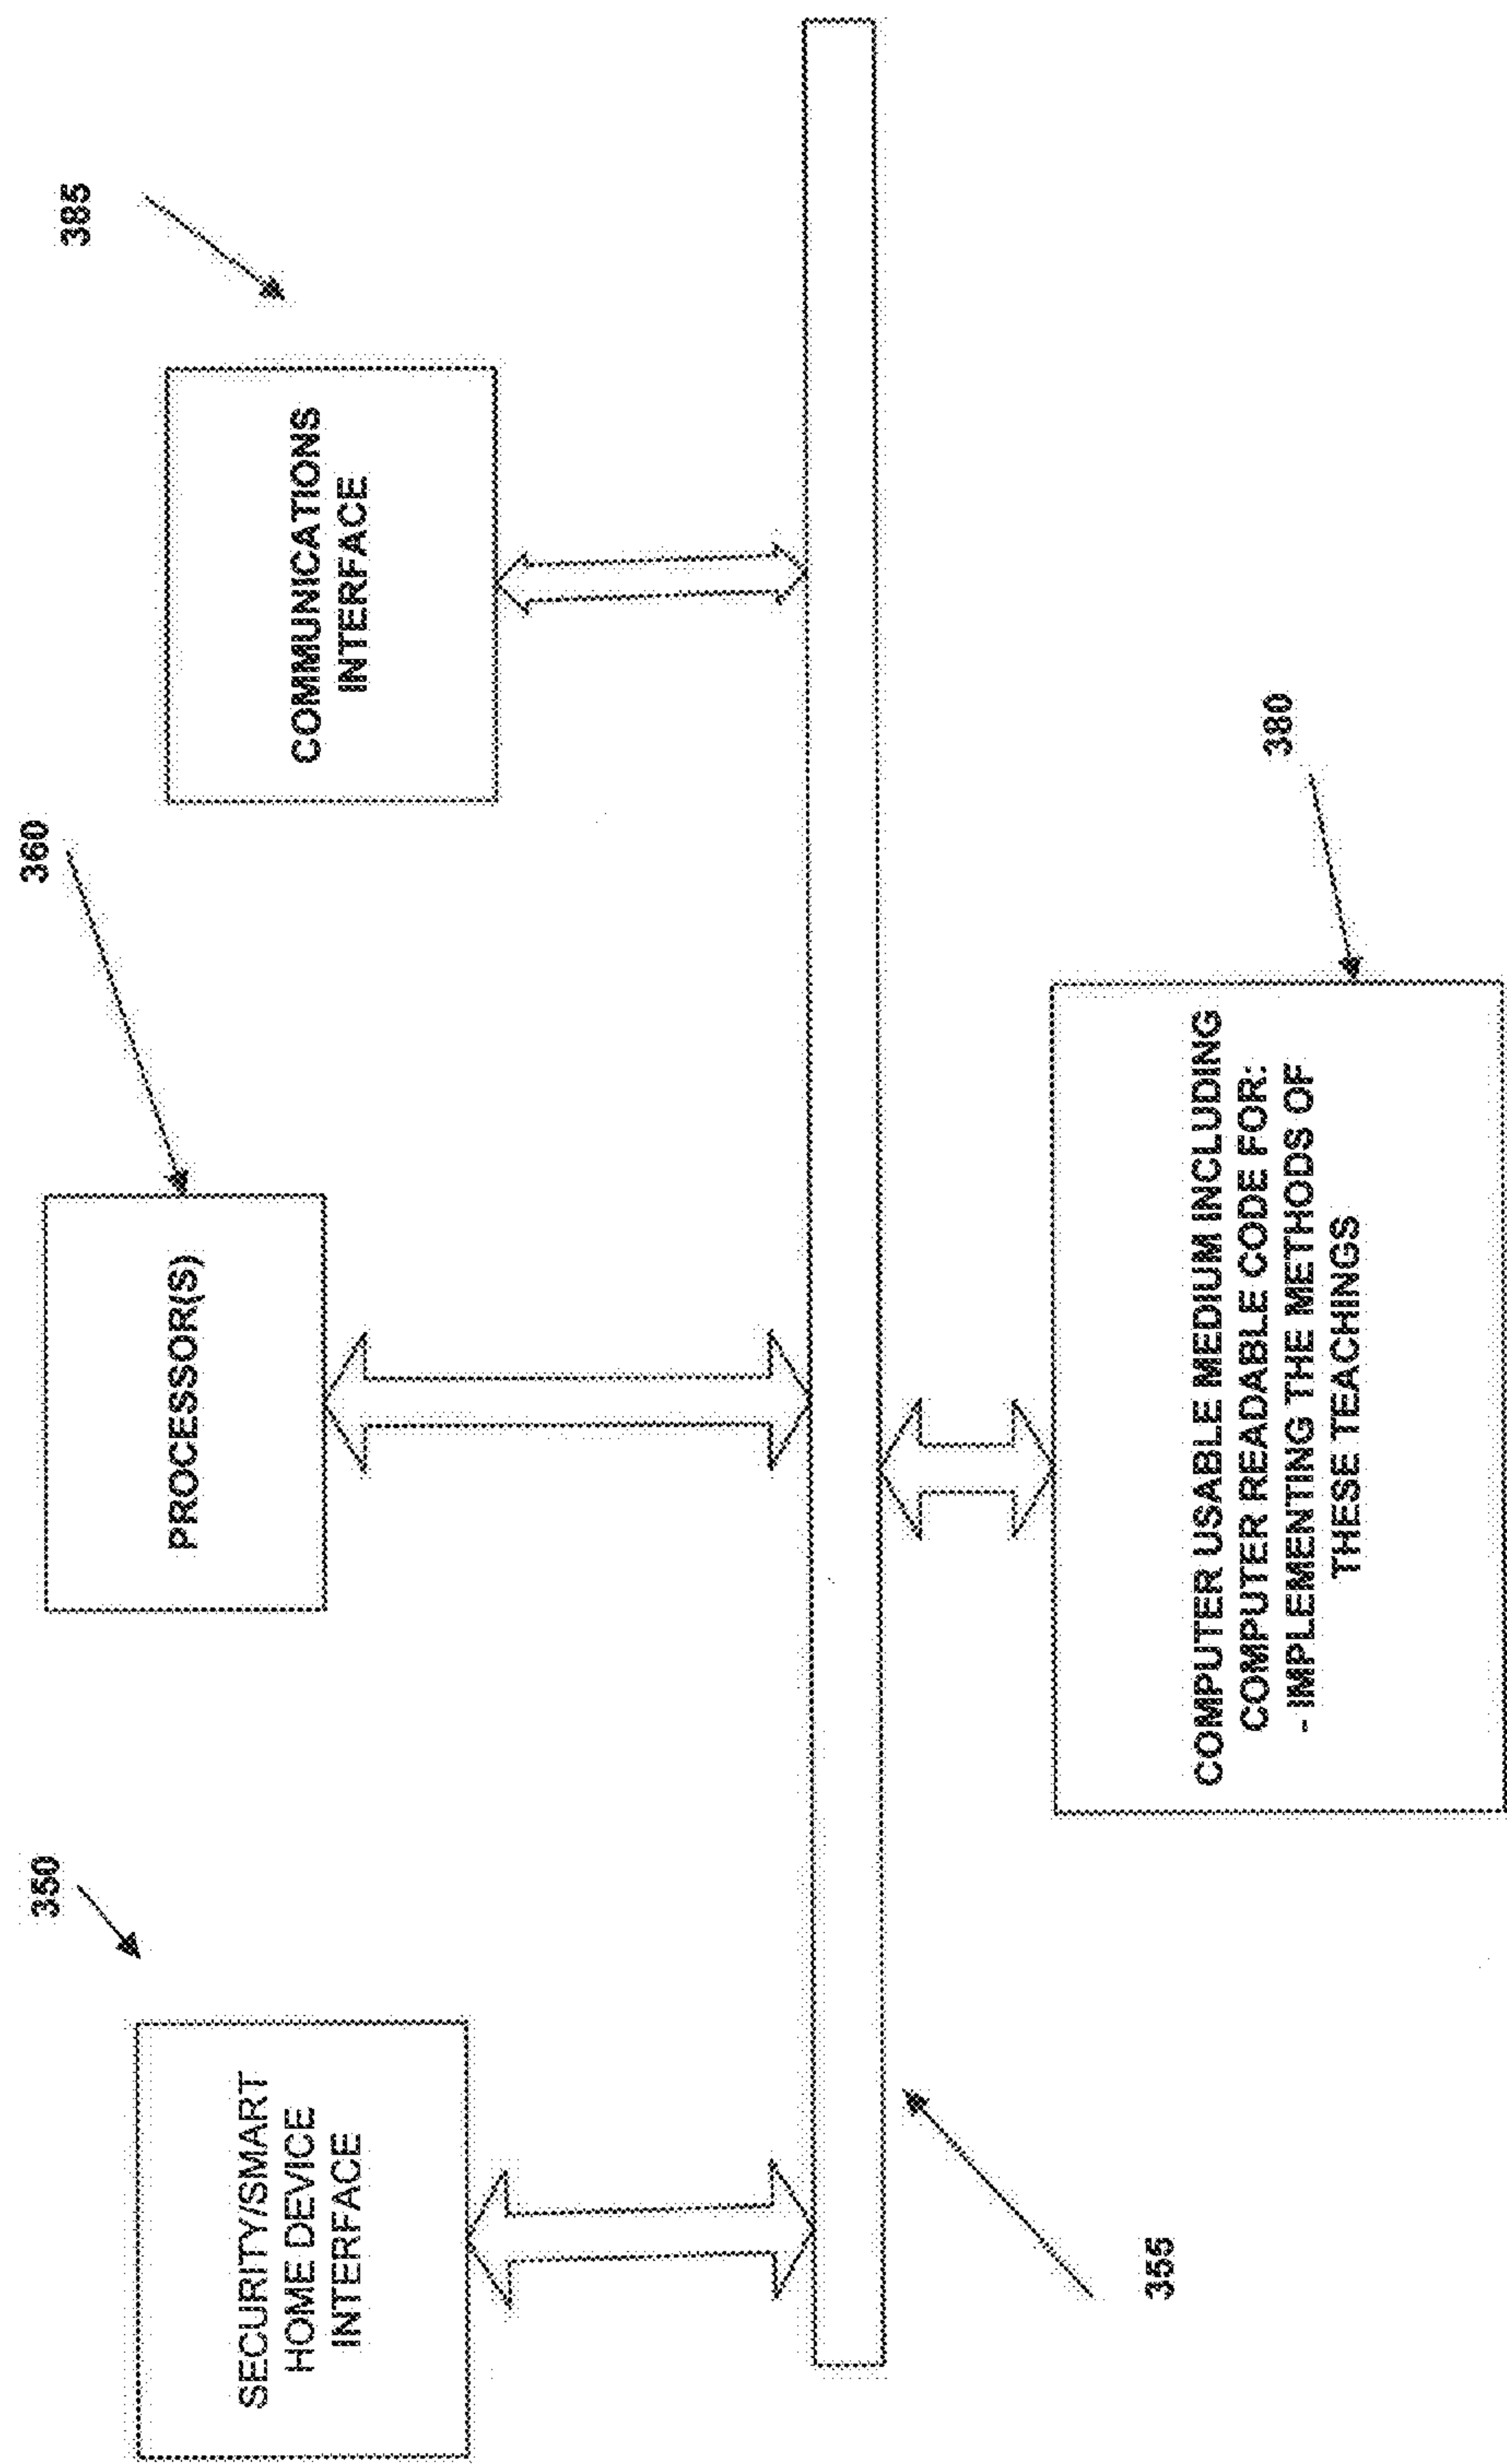 350
SECURITY/SMART
HOME DEVICE
INTERFACE
360
PROCESSOR(S)
385
COMMUNICATIONS
INTERFACE
355
380
COMPUTER USABLE MEDIUM INCLUDING
COMPUTER READABLE CODE FOR:
- IMPLEMENTING THE METHODS OF
THESE TEACHINGS